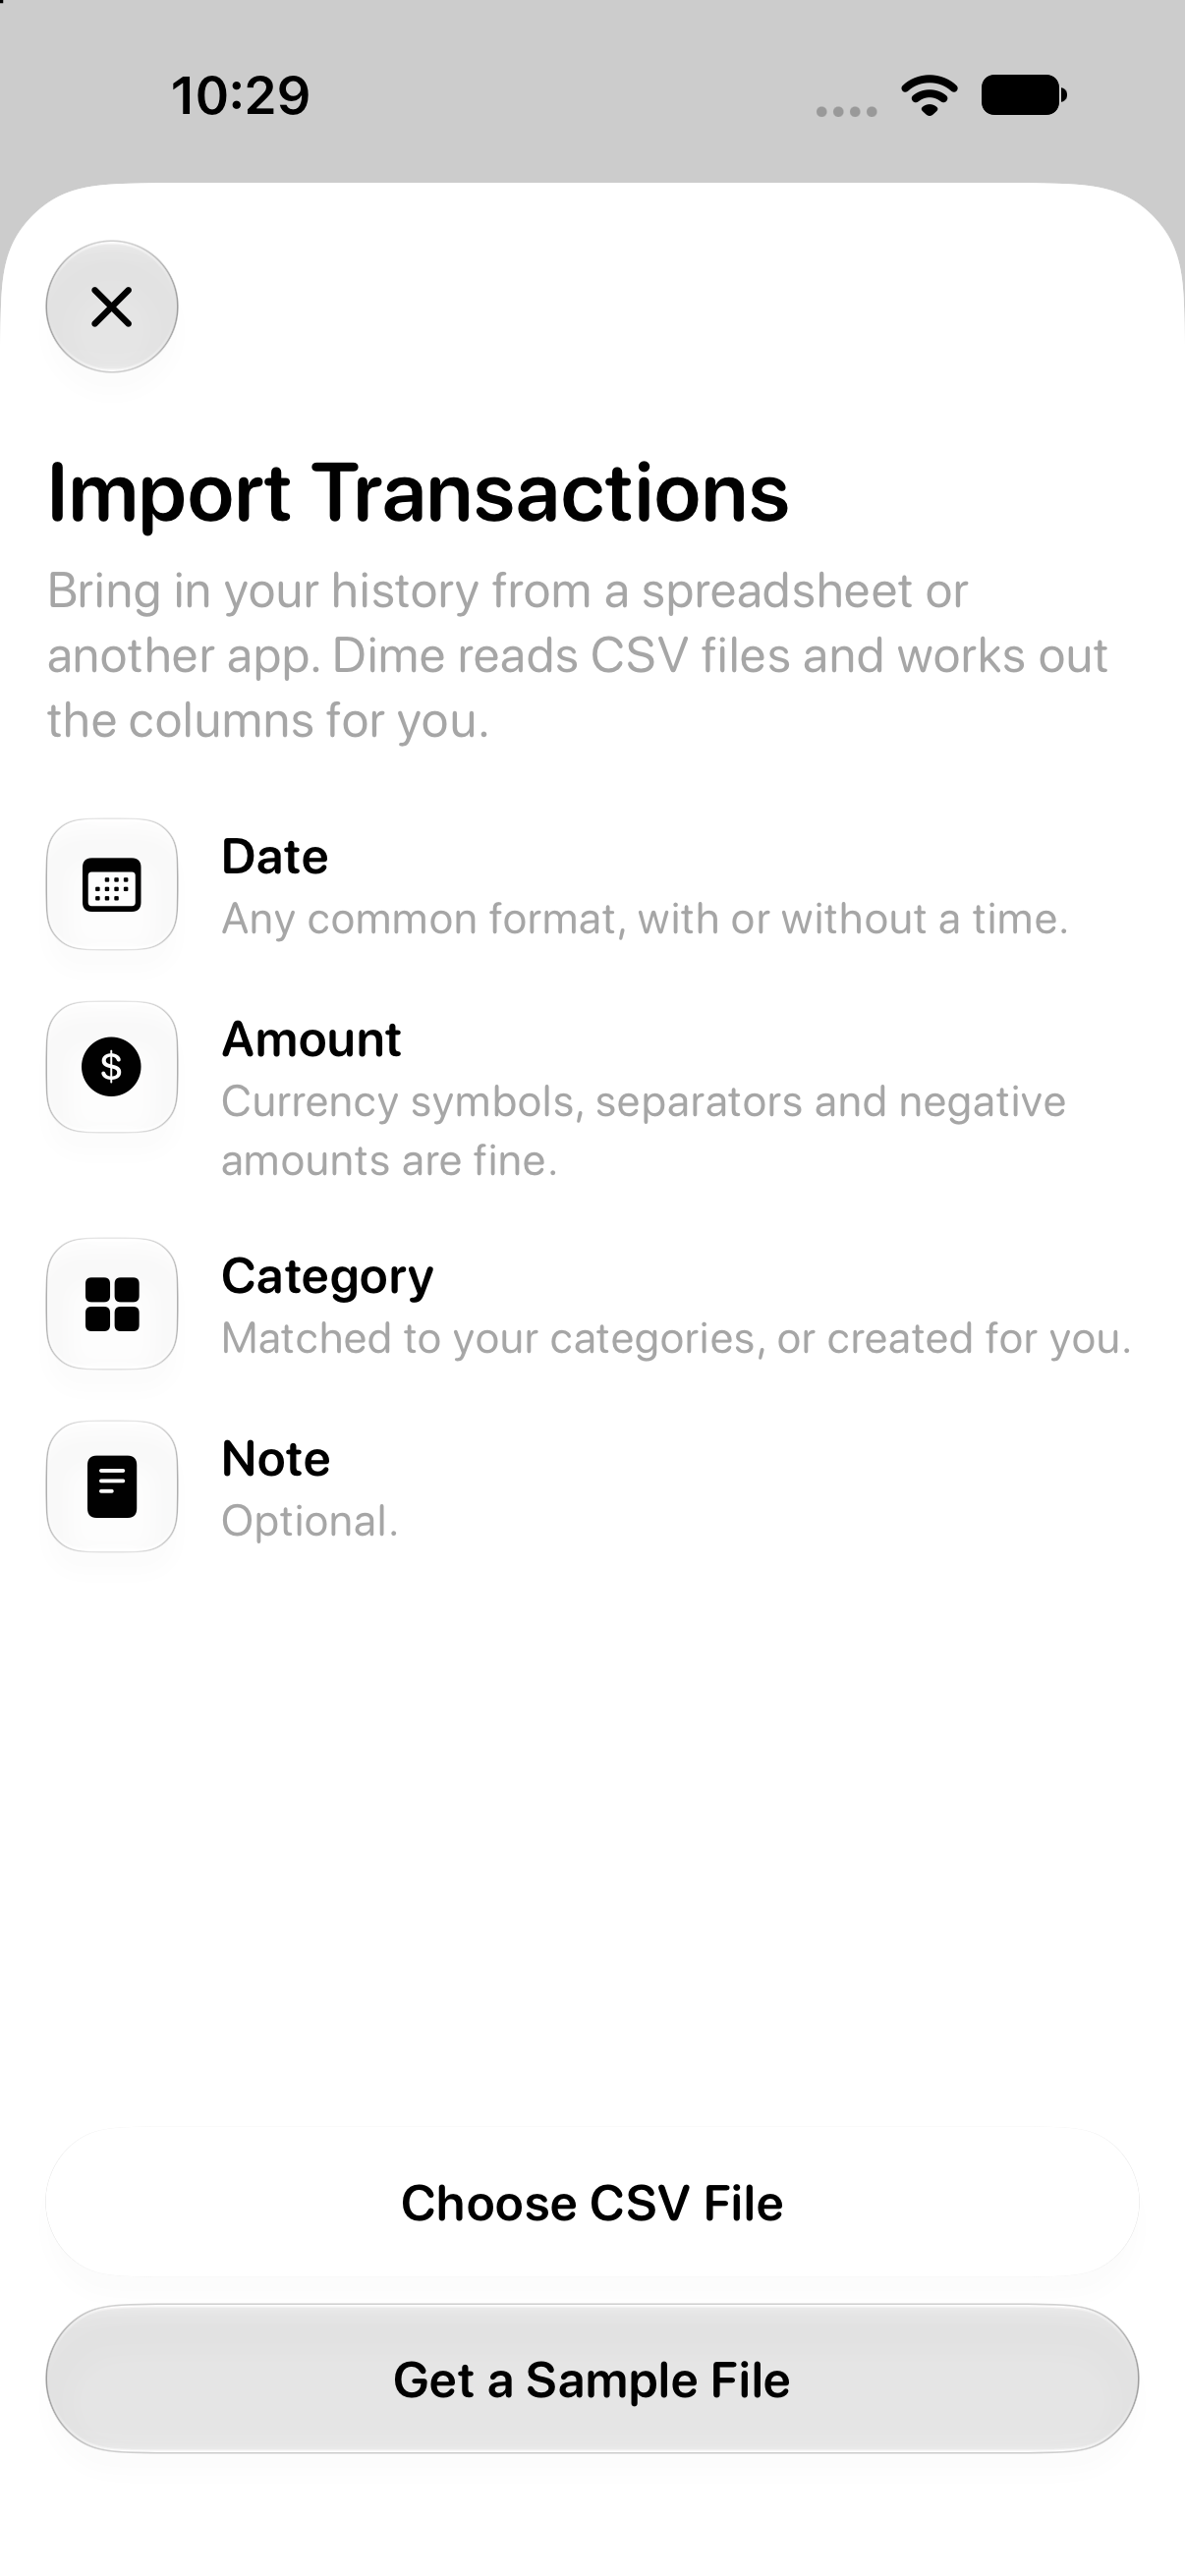 10:29
Import Transactions
Bring in your history from a spreadsheet or
another app. Dime reads CSV files and works out
the columns for you.
Date
Any common format, with or without a time.
$
Amount
Currency symbols, separators and negative
amounts are fine.
Category
Matched to your categories, or created for you.
Note
Optional.
Choose CSV File
Get a Sample File